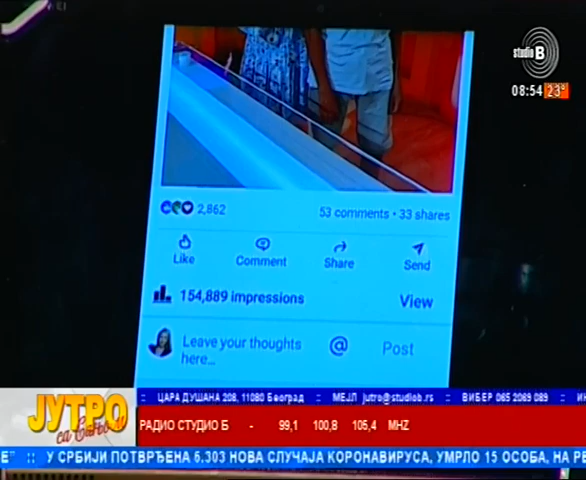 studio B
08:54 23°
2,862
53 comments • 33 shares
Like
Comment
Share
Send
154,889 impressions
View
Leave your thoughts
here...
@
Post
ЈУТРО
са
:: ЦАРА ДУШАНА 208, 11080 Београд :: МЕЈЛ jutro@studiob.rs :: ВИБЕР 065 2069 089 ::
РАДИО СТУДИО Б - 99,1 100,8 105,4 MHZ
:: У СРБИЈИ ПОТВРЂЕНА 6.303 НОВА СЛУЧАЈА КОРОНАВИРУСА, УМРЛО 15 ОСОБА, НА